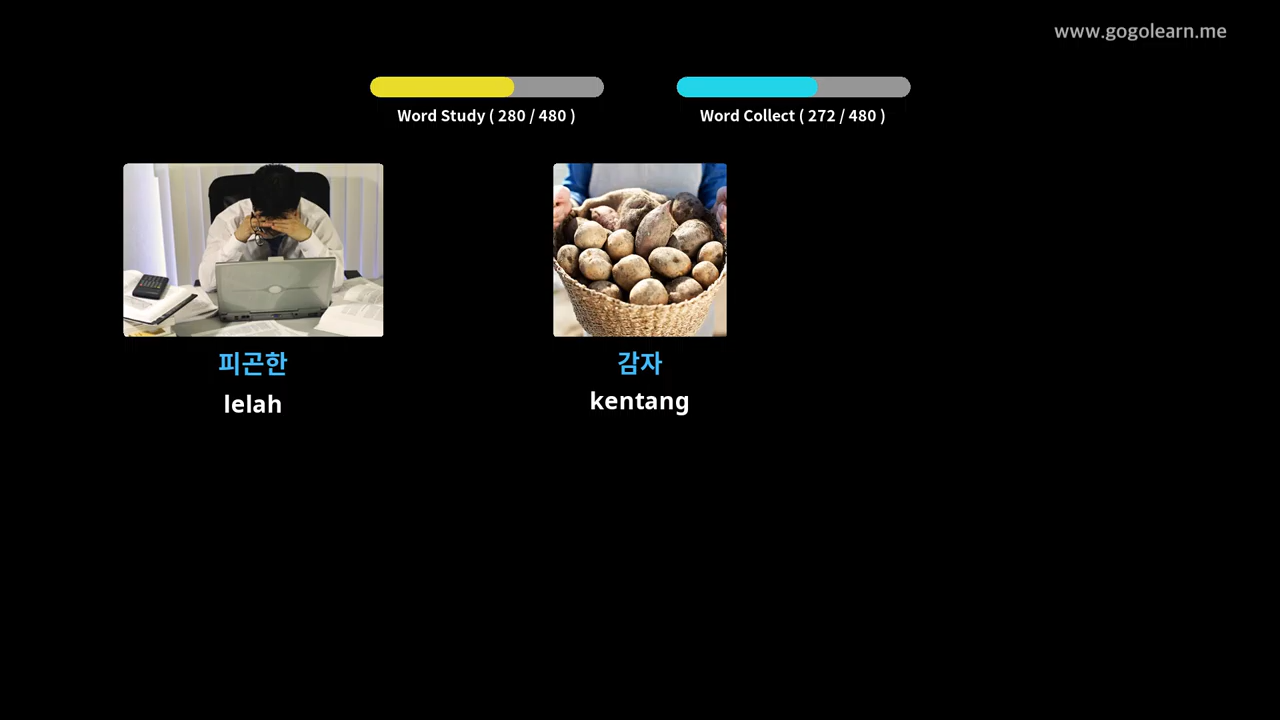 www.gogolearn.me
Word Study ( 280 / 480 )
Word Collect ( 272 / 480 )
피곤한
lelah
감자
kentang